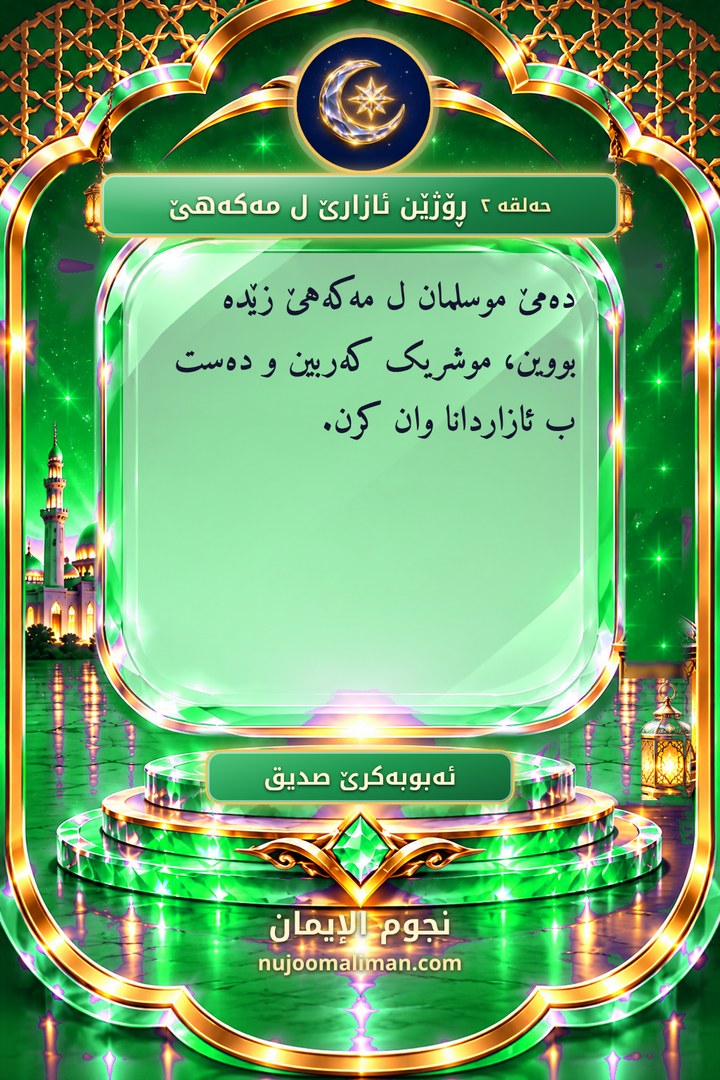 حەلقە ٢ ڕۆژێن ئازارێ ل مەکەهێ
دەمێ موسلمان ل مەکەهێ زێدە
بووین، موشریک کەربین و دەست
ب ئازاردانا وان کرن.
ئەبوبەکرێ صدیق
نجوم الإيمان
nujoomaliman.com